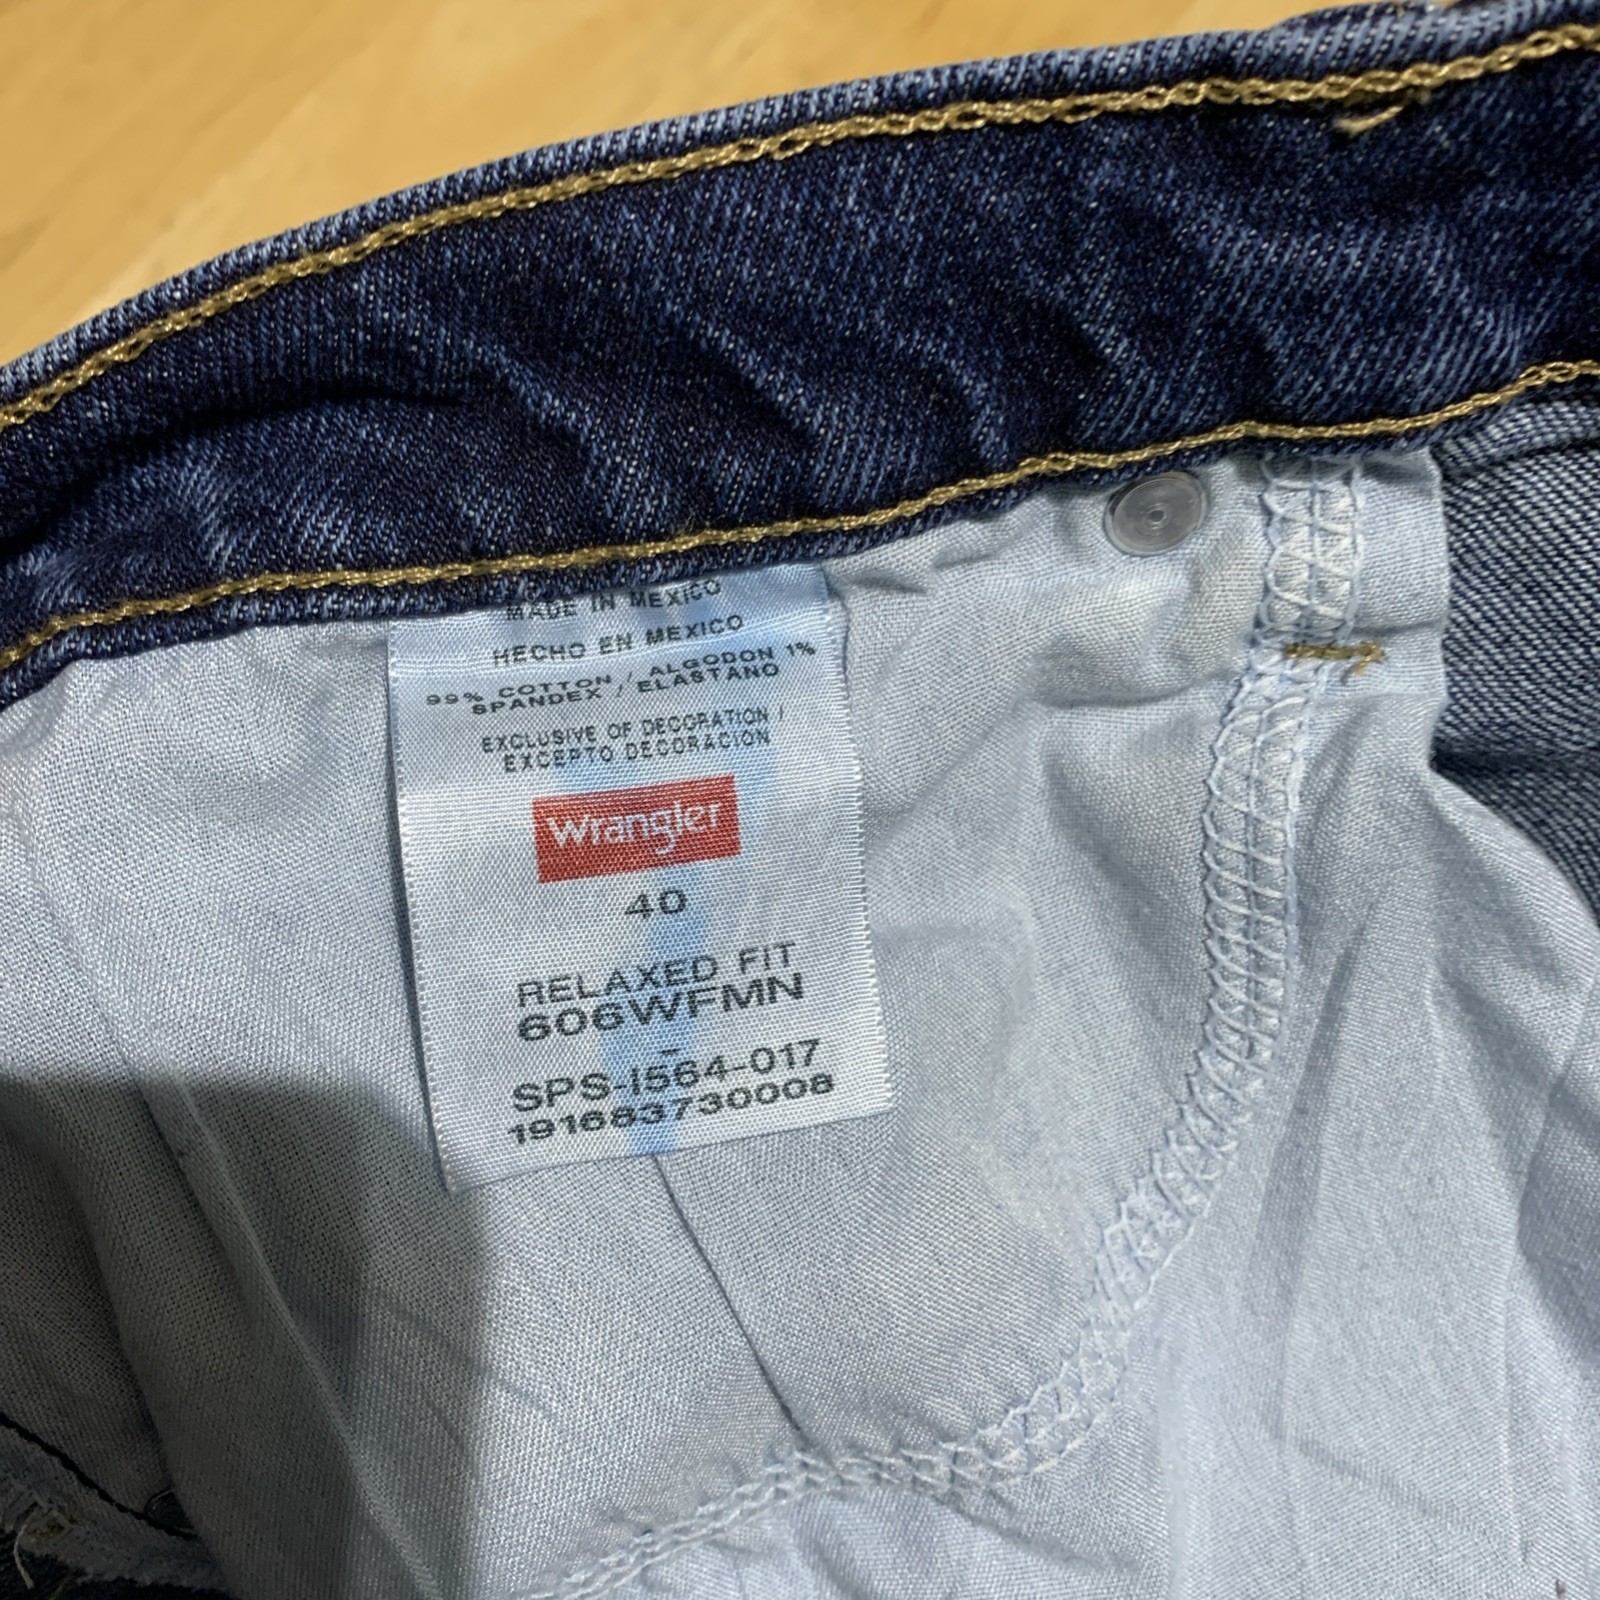 MADE IN MEXICO
HECHO EN MEXICO
99% COTTON / ALGODON 1%
SPANDEX / ELASTANO
EXCLUSIVE OF DECORATION /
EXCEPTO DECORACION
Wrangler
40
RELAXED FIT
606WFMN
-
SPS-I564-017
191683730008